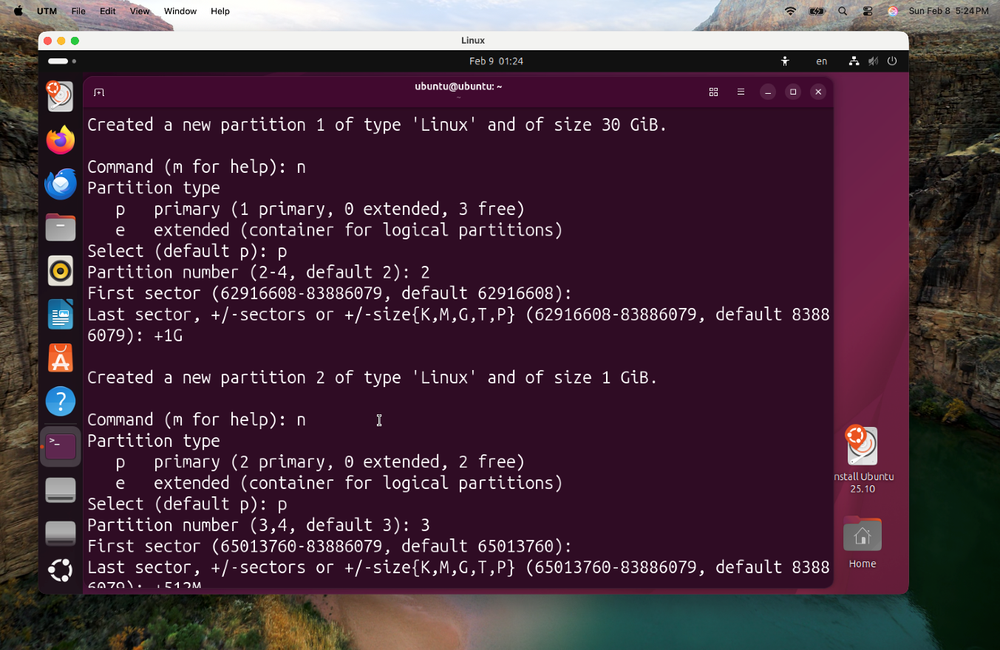 UTM File Edit View Window Help Sun Feb 8 5:24 PM
Linux
Feb 9 01:24 en
ubuntu@ubuntu: ~
~
Created a new partition 1 of type 'Linux' and of size 30 GiB.
Command (m for help): n
Partition type
p primary (1 primary, 0 extended, 3 free)
e extended (container for logical partitions)
Select (default p): p
Partition number (2-4, default 2): 2
First sector (62916608-83886079, default 62916608):
Last sector, +/-sectors or +/-size{K,M,G,T,P} (62916608-83886079, default 8388
6079): +1G
Created a new partition 2 of type 'Linux' and of size 1 GiB.
Command (m for help): n
Partition type
p primary (2 primary, 0 extended, 2 free)
e extended (container for logical partitions)
Select (default p): p
Partition number (3,4, default 3): 3
First sector (65013760-83886079, default 65013760):
Last sector, +/-sectors or +/-size{K,M,G,T,P} (65013760-83886079, default 8388
6079): +512M
nstall Ubuntu
25.10
Home